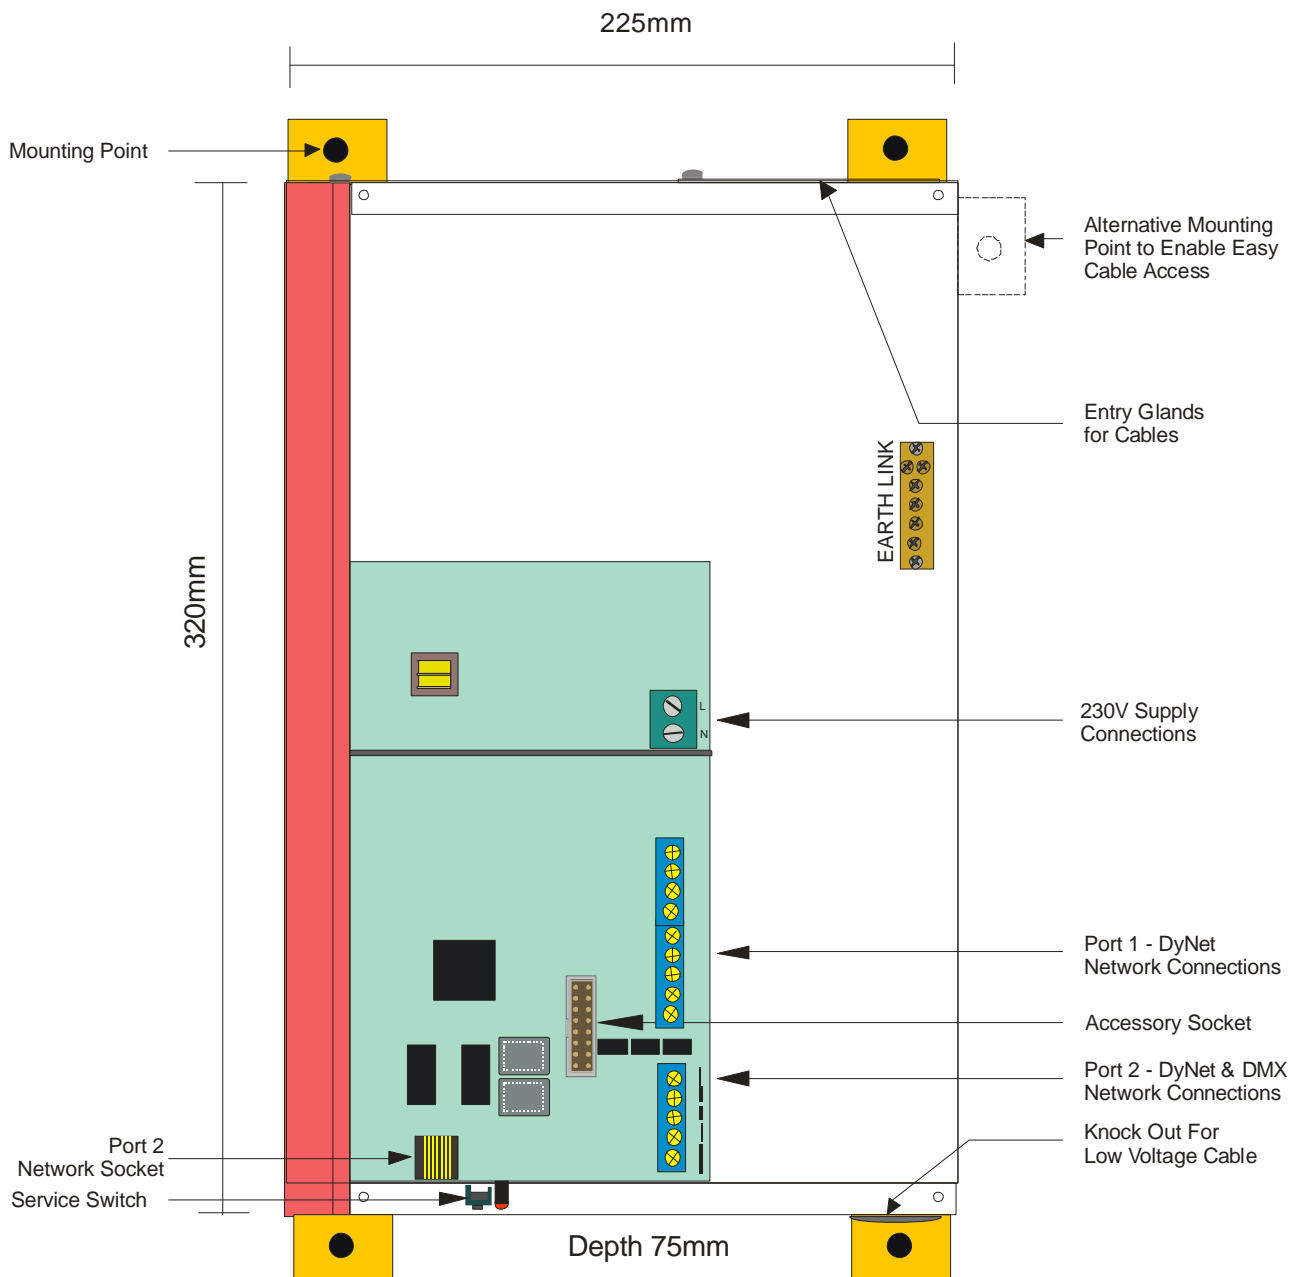 225mm
Mounting Point
Alternative Mounting
Point to Enable Easy
Cable Access
Entry Glands
for Cables
EARTH LINK
320mm
L
N
230V Supply
Connections
Port 1 - DyNet
Network Connections
Accessory Socket
Port 2 - DyNet & DMX
Network Connections
Knock Out For
Low Voltage Cable
Port 2
Network Socket
Service Switch
Depth 75mm